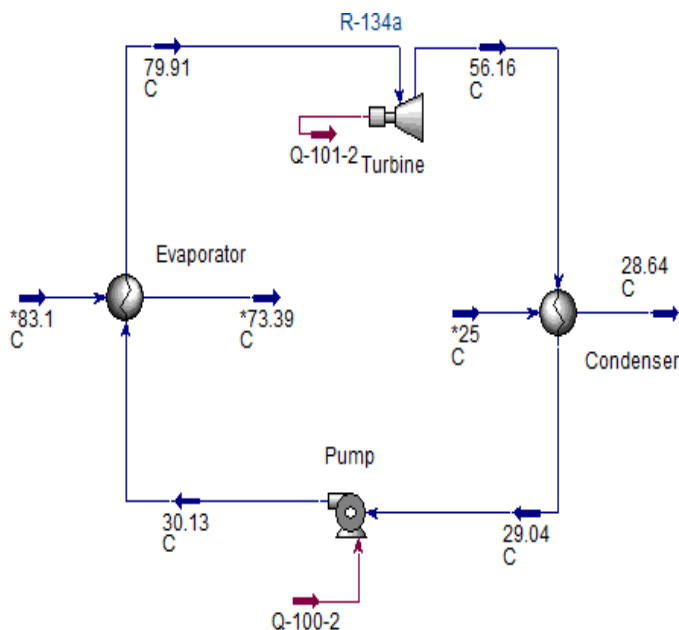 R-134a
79.91
C
56.16
C
Q-101-2
Turbine
Evaporator
*83.1
C
*73.39
C
28.64
C
*25
C
Condenser
Pump
30.13
C
29.04
C
Q-100-2